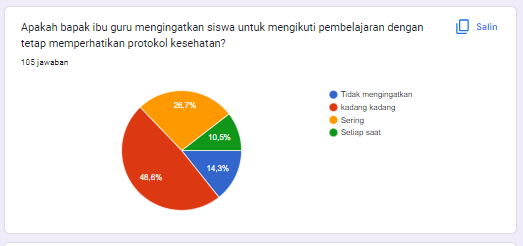 Apakah bapak ibu guru mengingatkan siswa untuk mengikuti pembelajaran dengan
tetap memperhatikan protokol kesehatan?
Salin
105 jawaban
Tidak mengingatkan
kadang kadang
Sering
Setiap saat
26,7%
10,5%
14,3%
48,6%